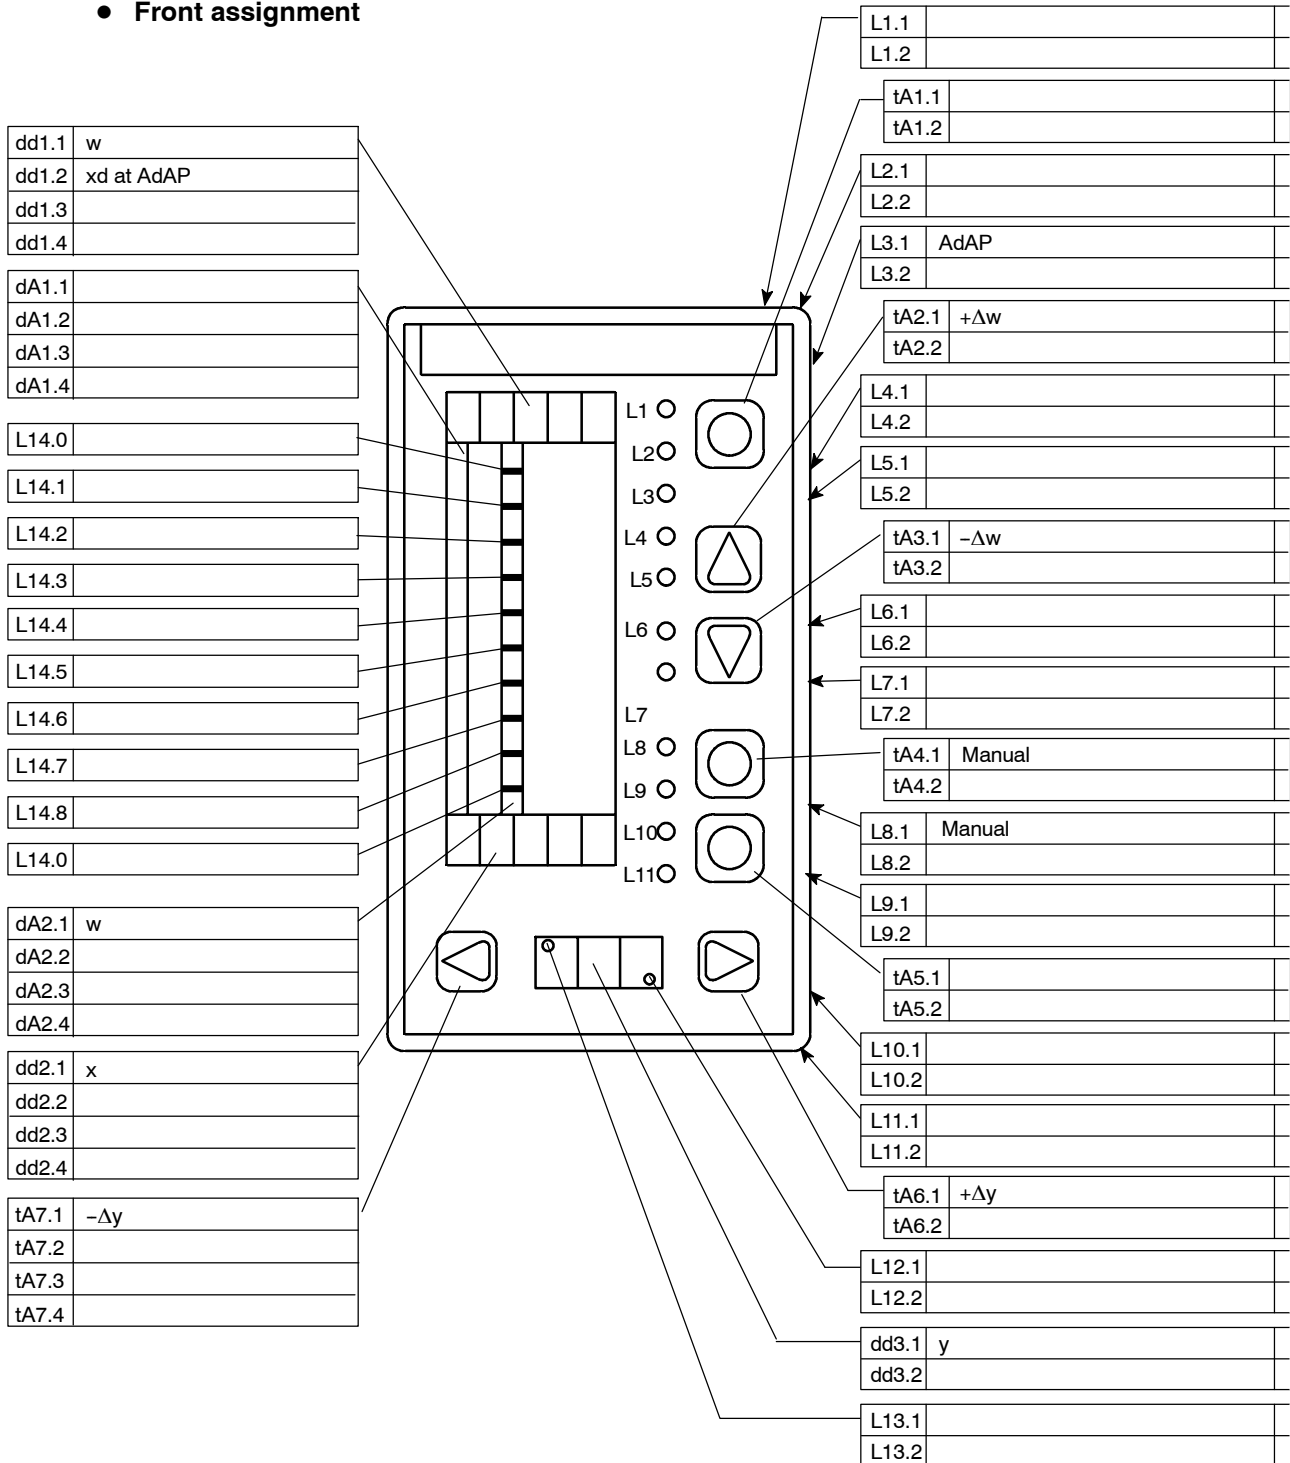 ● Front assignment
dd1.1 w
dd1.2 xd at AdAP
dd1.3
dd1.4
dA1.1
dA1.2
dA1.3
dA1.4
L14.0
L14.1
L14.2
L14.3
L14.4
L14.5
L14.6
L14.7
L14.8
L14.0
dA2.1 w
dA2.2
dA2.3
dA2.4
dd2.1 x
dd2.2
dd2.3
dd2.4
tA7.1 −Δy
tA7.2
tA7.3
tA7.4
L1
L2
L3
L4
L5
L6
L7
L8
L9
L10
L11
L1.1
L1.2
tA1.1
tA1.2
L2.1
L2.2
L3.1 AdAP
L3.2
tA2.1 +Δw
tA2.2
L4.1
L4.2
L5.1
L5.2
tA3.1 −Δw
tA3.2
L6.1
L6.2
L7.1
L7.2
tA4.1 Manual
tA4.2
L8.1 Manual
L8.2
L9.1
L9.2
tA5.1
tA5.2
L10.1
L10.2
L11.1
L11.2
tA6.1 +Δy
tA6.2
L12.1
L12.2
dd3.1 y
dd3.2
L13.1
L13.2